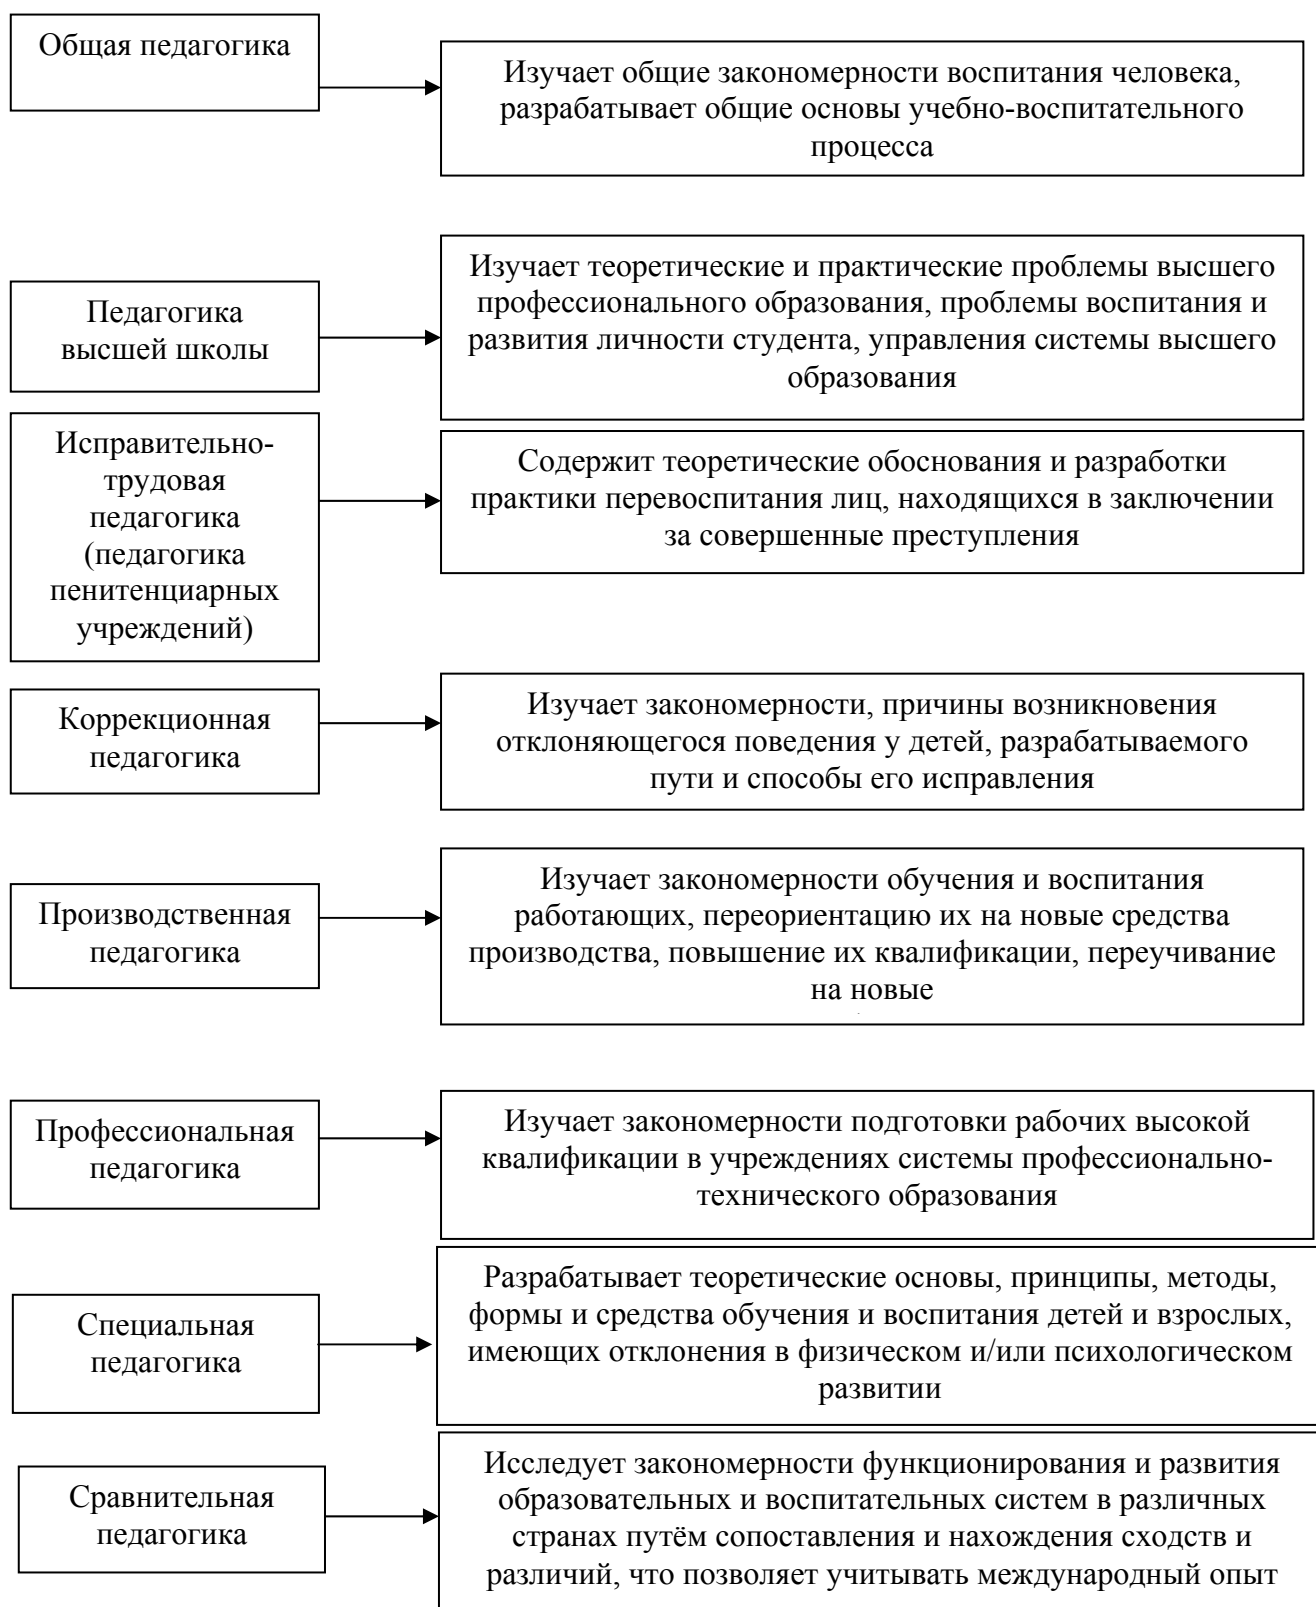 Общая педагогика
Изучает общие закономерности воспитания человека,
разрабатывает общие основы учебно-воспитательного
процесса
Педагогика
высшей школы
Изучает теоретические и практические проблемы высшего
профессионального образования, проблемы воспитания и
развития личности студента, управления системы высшего
образования
Исправительно-
трудовая
педагогика
(педагогика
пенитенциарных
учреждений)
Содержит теоретические обоснования и разработки
практики перевоспитания лиц, находящихся в заключении
за совершенные преступления
Коррекционная
педагогика
Изучает закономерности, причины возникновения
отклоняющегося поведения у детей, разрабатываемого
пути и способы его исправления
Производственная
педагогика
Изучает закономерности обучения и воспитания
работающих, переориентацию их на новые средства
производства, повышение их квалификации, переучивание
на новые
Профессиональная
педагогика
Изучает закономерности подготовки рабочих высокой
квалификации в учреждениях системы профессионально-
технического образования
Специальная
педагогика
Разрабатывает теоретические основы, принципы, методы,
формы и средства обучения и воспитания детей и взрослых,
имеющих отклонения в физическом и/или психологическом
развитии
Сравнительная
педагогика
Исследует закономерности функционирования и развития
образовательных и воспитательных систем в различных
странах путём сопоставления и нахождения сходств и
различий, что позволяет учитывать международный опыт